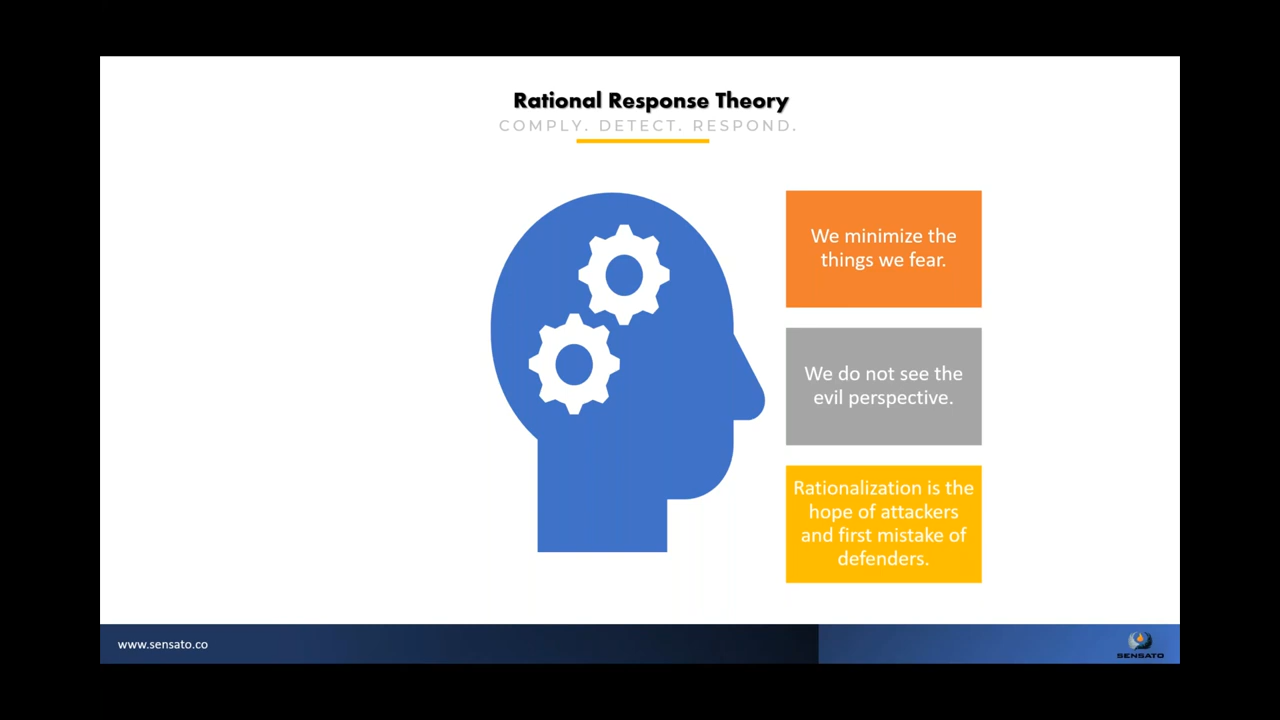 Rational Response Theory
COMPLY. DETECT. RESPOND.
We minimize the
things we fear.
We do not see the
evil perspective.
Rationalization is the
hope of attackers
and first mistake of
defenders.
www.sensato.co
SENSATO